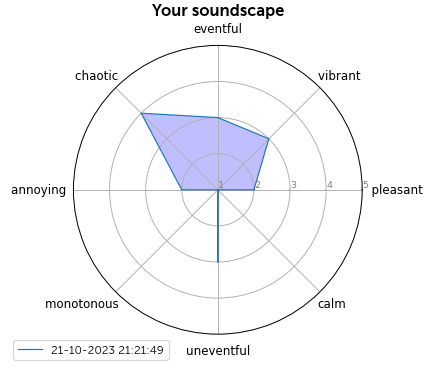 Your soundscape
eventful
chaotic
vibrant
annoying
1 2 3 4 5
pleasant
monotonous
calm
uneventful
21-10-2023 21:21:49